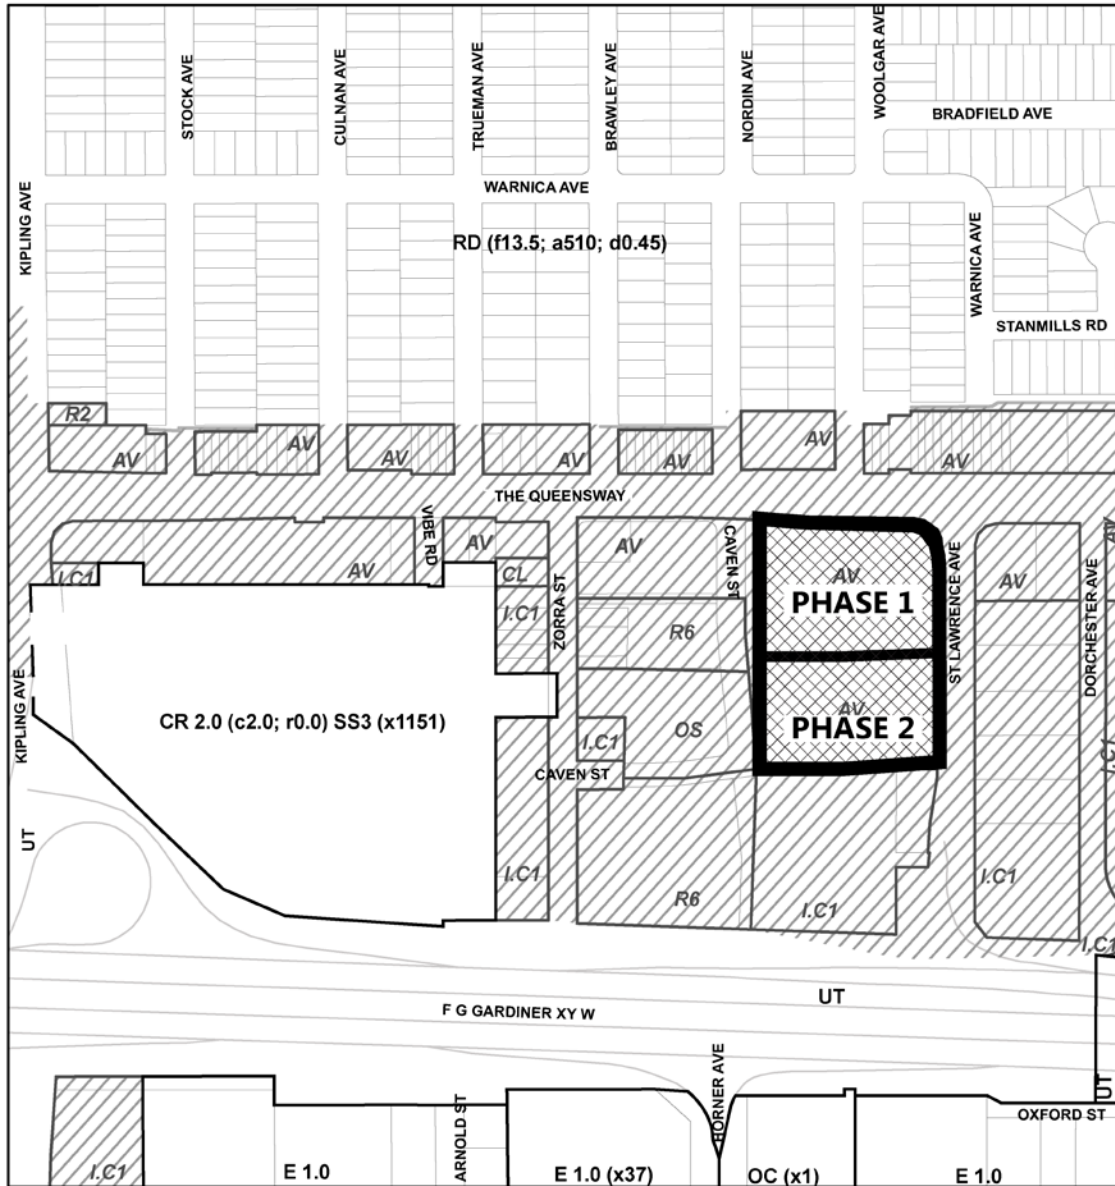 STOCK AVE
CULNAN AVE
TRUEMAN AVE
BRAWLEY AVE
NORDIN AVE
WOOLGAR AVE
BRADFIELD AVE
KIPLING AVE
WARNICA AVE
RD (f13.5; a510; d0.45)
WARNICA AVE
STANMILLS RD
R2
AV
AV
AV
AV
AV
AV
AV
THE QUEENSWAY
VIBE RD
AV
AV
I.C1
CL
I.C1
ZORRA ST
AV
CAVEN ST
AV
PHASE 1
ST LAWRENCE AVE
AV
DORCHESTER AVE
AV
R6
KIPLING AVE
CR 2.0 (c2.0; r0.0) SS3 (x1151)
I.C1
OS
AV
PHASE 2
I.C1
CAVEN ST
UT
I.C1
R6
I.C1
I.C1
I.C1
UT
F G GARDINER XY W
HORNER AVE
UT
OXFORD ST
ARNOLD ST
I.C1
E 1.0
E 1.0 (x37)
OC (x1)
E 1.0